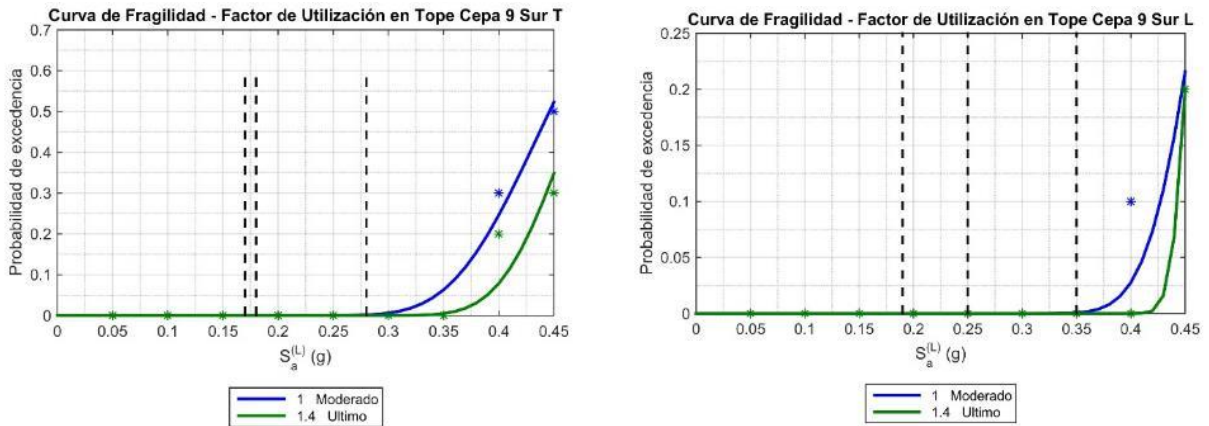 Curva de Fragilidad - Factor de Utilización en Tope Cepa 9 Sur T
Probabilidad de excedencia
0.7
0.6
0.5
0.4
0.3
0.2
0.1
0
0 0.05 0.1 0.15 0.2 0.25 0.3 0.35 0.4 0.45
S_a^(L) (g)
1 Moderado
1.4 Ultimo
Curva de Fragilidad - Factor de Utilización en Tope Cepa 9 Sur L
Probabilidad de excedencia
0.25
0.2
0.15
0.1
0.05
0
0 0.05 0.1 0.15 0.2 0.25 0.3 0.35 0.4 0.45
S_a^(L) (g)
1 Moderado
1.4 Ultimo